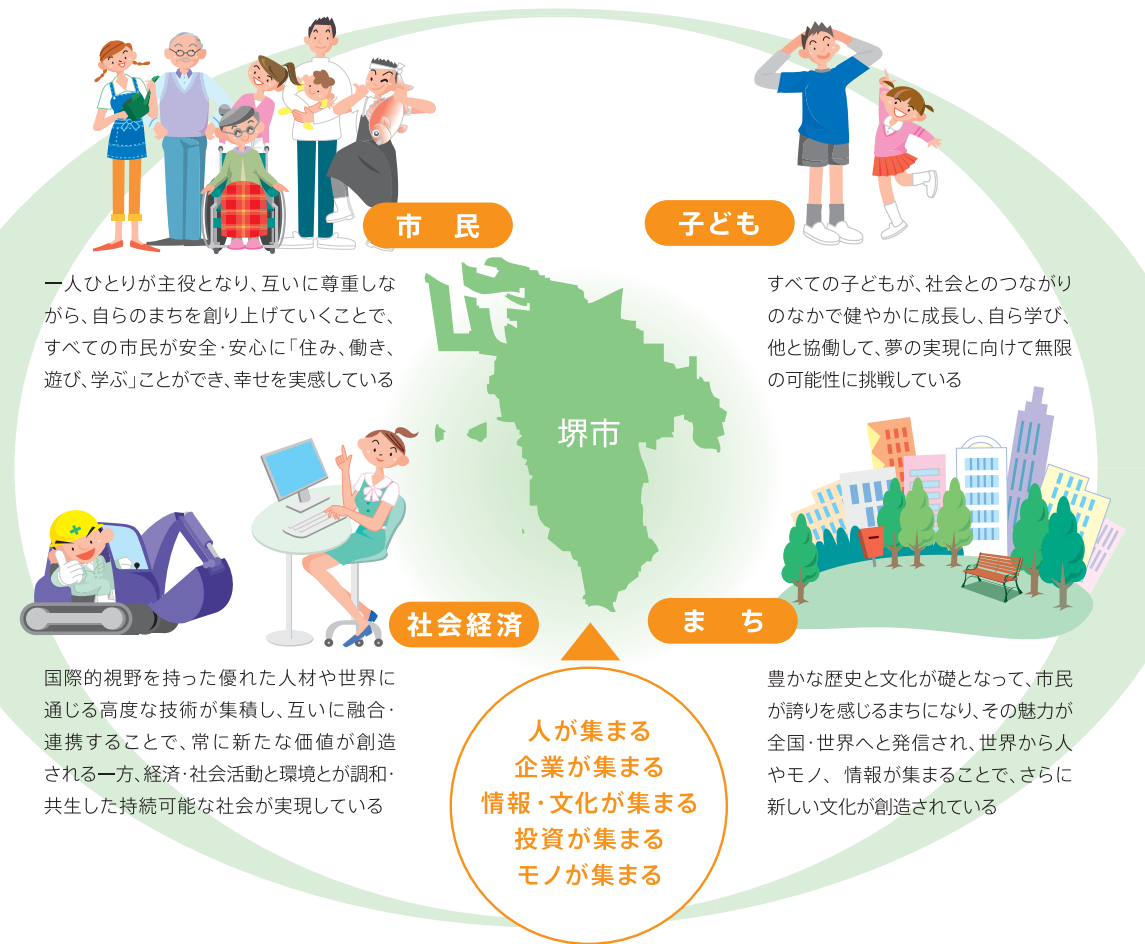 市　民
一人ひとりが主役となり、互いに尊重しな
がら、自らのまちを創り上げていくことで、
すべての市民が安全・安心に「住み、働き、
遊び、学ぶ」ことができ、幸せを実感している
子ども
すべての子どもが、社会とのつながり
のなかで健やかに成長し、自ら学び、
他と協働して、夢の実現に向けて無限
の可能性に挑戦している
堺市
社会経済
国際的視野を持った優れた人材や世界に
通じる高度な技術が集積し、互いに融合・
連携することで、常に新たな価値が創造
される一方、経済・社会活動と環境とが調和・
共生した持続可能な社会が実現している
ま　ち
豊かな歴史と文化が礎となって、市民
が誇りを感じるまちになり、その魅力が
全国・世界へと発信され、世界から人
やモノ、情報が集まることで、さらに
新しい文化が創造されている
人が集まる
企業が集まる
情報・文化が集まる
投資が集まる
モノが集まる